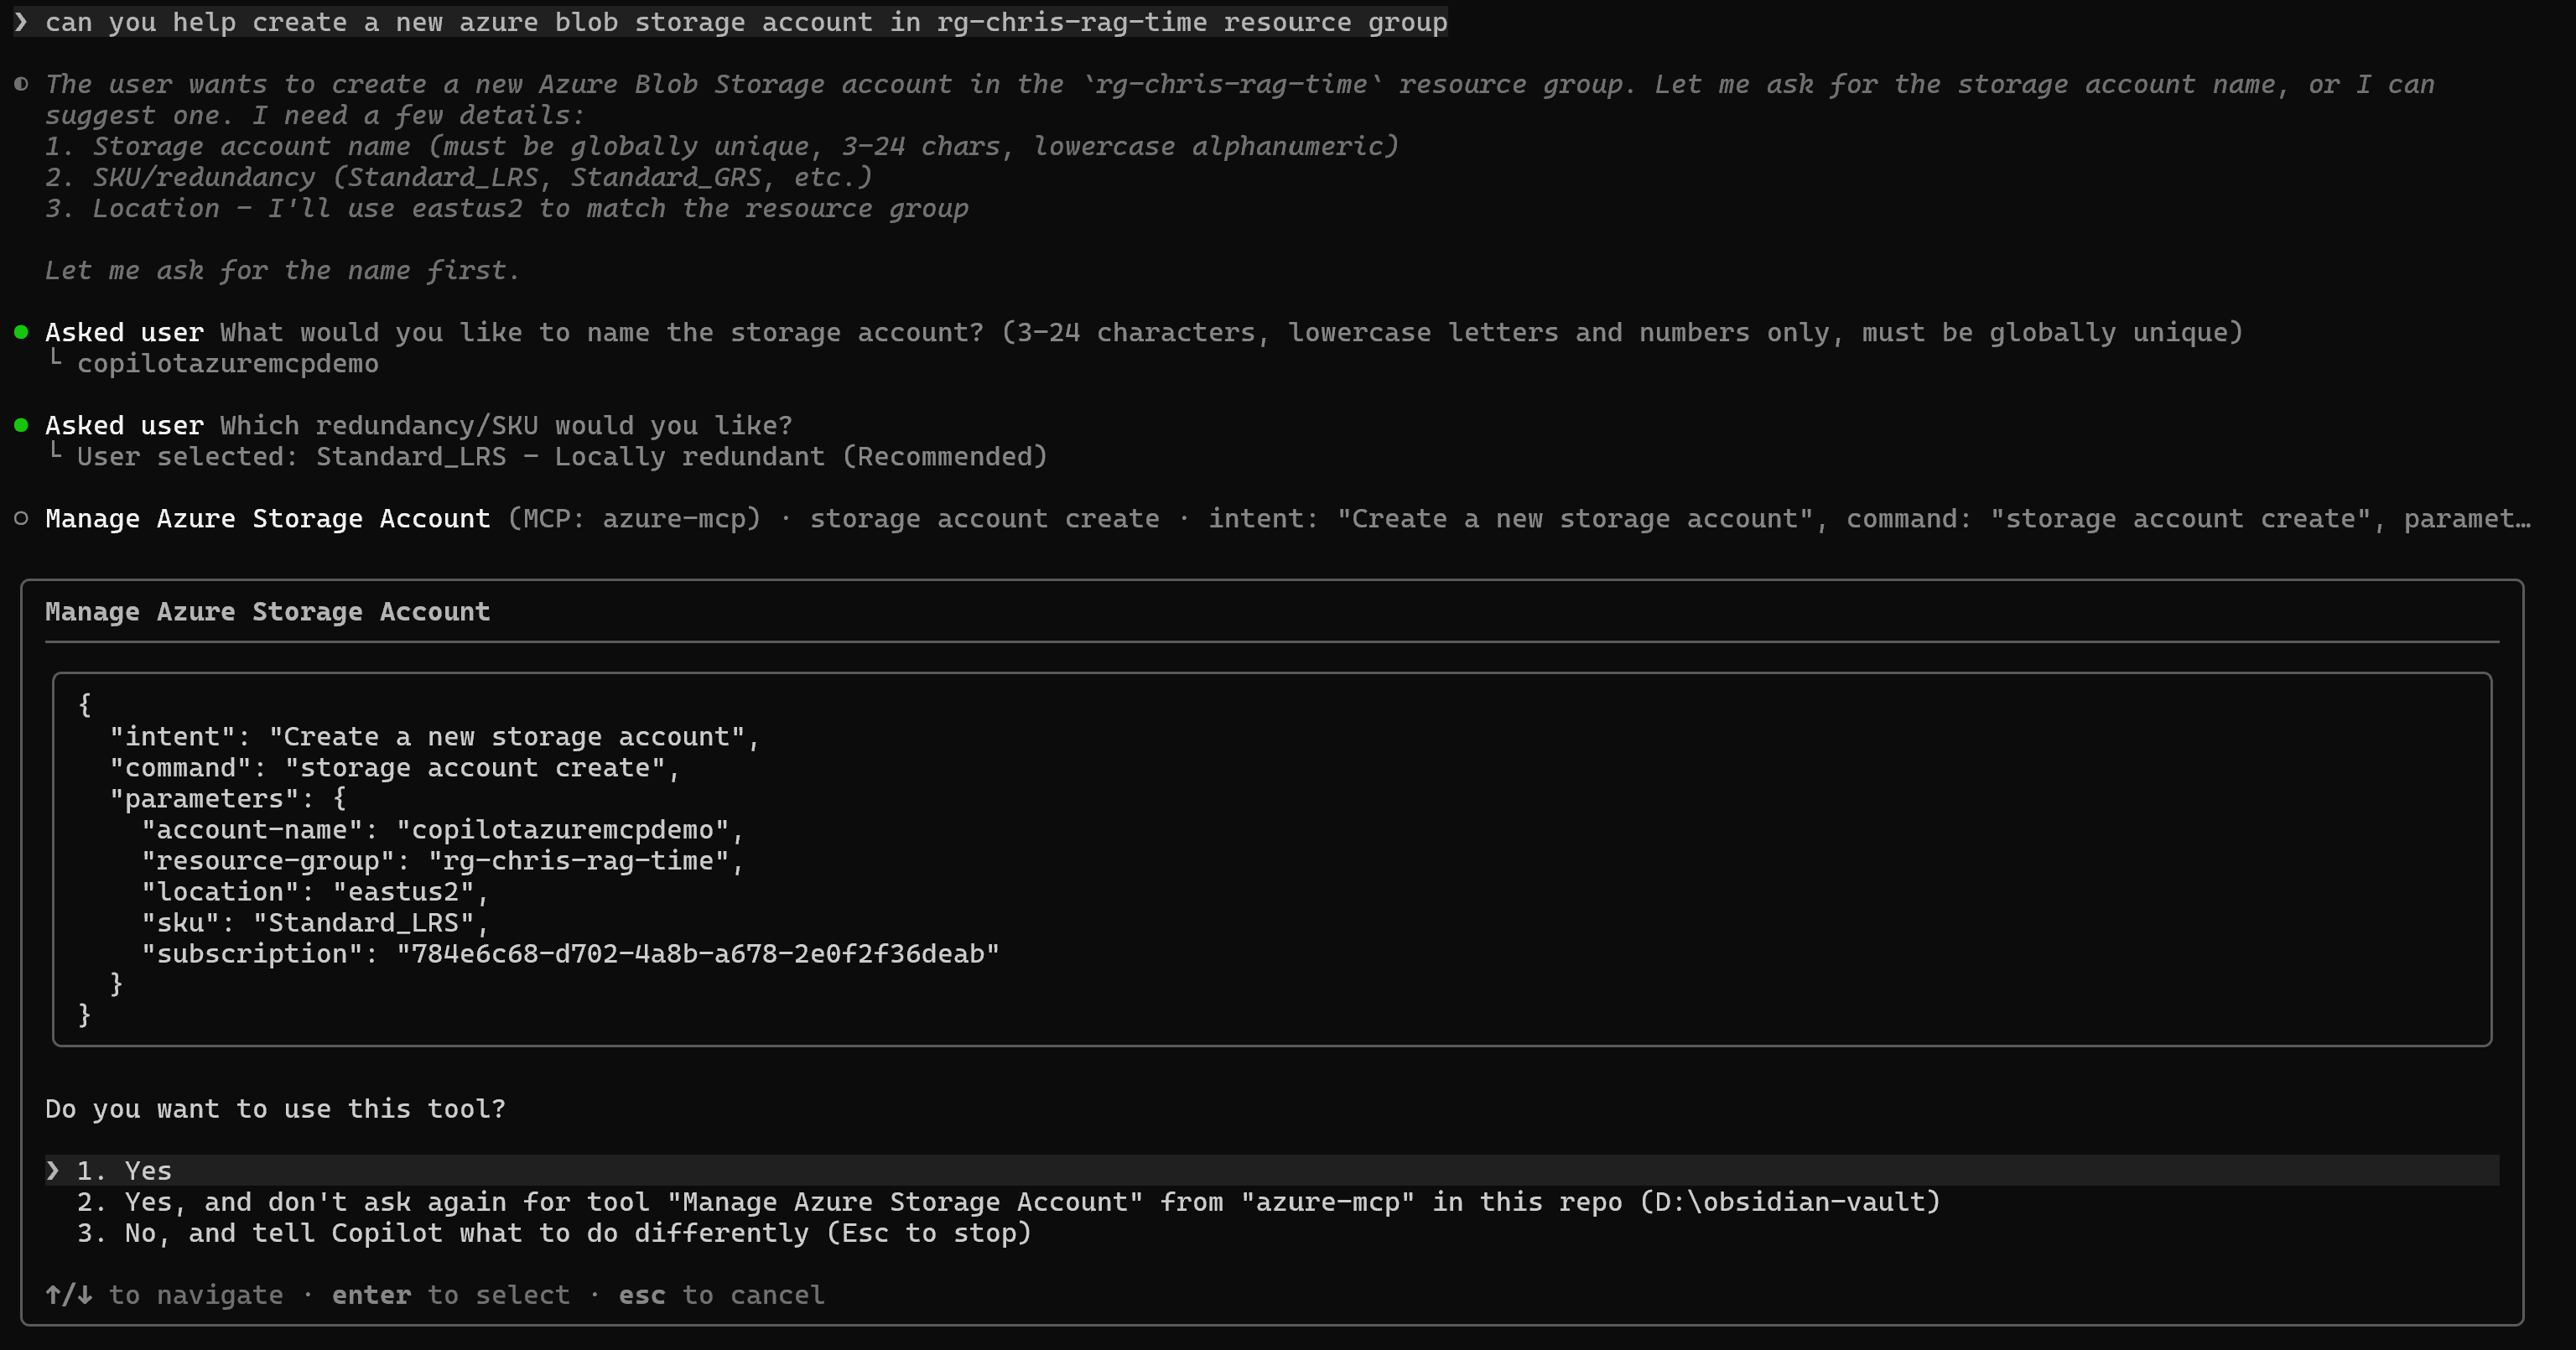 ❯ can you help create a new azure blob storage account in rg-chris-rag-time resource group
◐ The user wants to create a new Azure Blob Storage account in the `rg-chris-rag-time` resource group. Let me ask for the storage account name, or I can
suggest one. I need a few details:
1. Storage account name (must be globally unique, 3-24 chars, lowercase alphanumeric)
2. SKU/redundancy (Standard_LRS, Standard_GRS, etc.)
3. Location - I'll use eastus2 to match the resource group
Let me ask for the name first.
● Asked user What would you like to name the storage account? (3-24 characters, lowercase letters and numbers only, must be globally unique)
└ copilotazuremcpdemo
● Asked user Which redundancy/SKU would you like?
└ User selected: Standard_LRS - Locally redundant (Recommended)
○ Manage Azure Storage Account (MCP: azure-mcp) · storage account create · intent: "Create a new storage account", command: "storage account create", paramet…
Manage Azure Storage Account
{
"intent": "Create a new storage account",
"command": "storage account create",
"parameters": {
"account-name": "copilotazuremcpdemo",
"resource-group": "rg-chris-rag-time",
"location": "eastus2",
"sku": "Standard_LRS",
"subscription": "784e6c68-d702-4a8b-a678-2e0f2f36deab"
}
}
Do you want to use this tool?
❯ 1. Yes
2. Yes, and don't ask again for tool "Manage Azure Storage Account" from "azure-mcp" in this repo (D:\obsidian-vault)
3. No, and tell Copilot what to do differently (Esc to stop)
↑/↓ to navigate · enter to select · esc to cancel